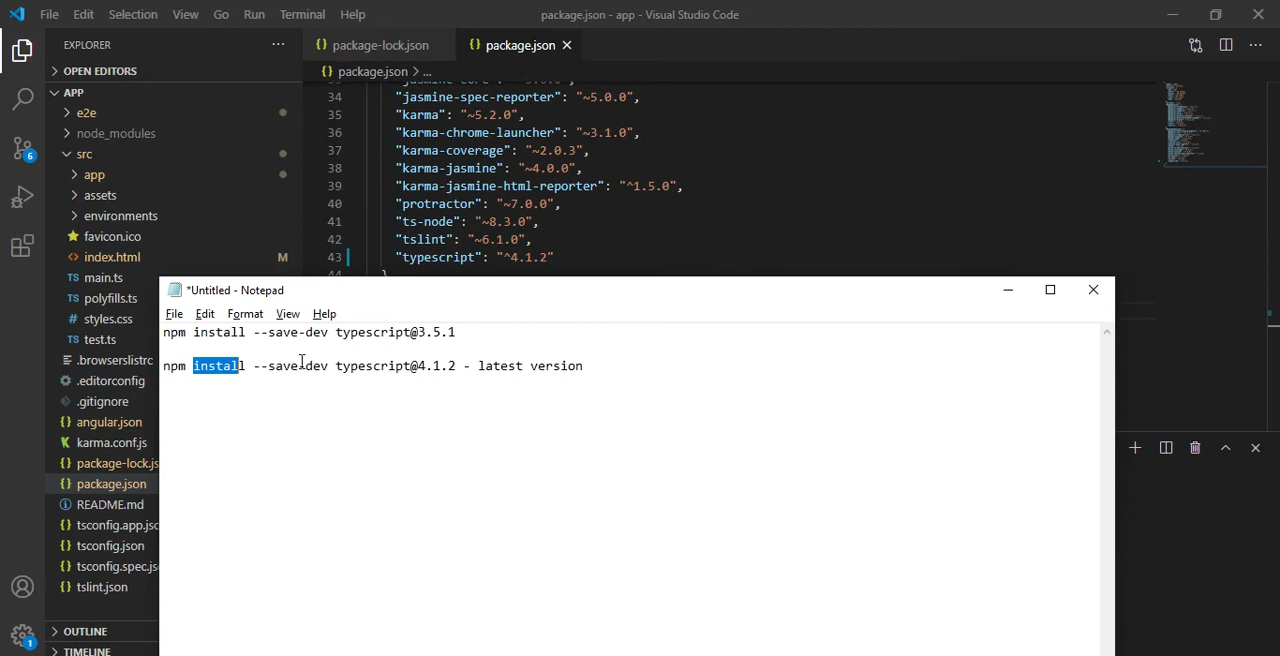 File Edit Selection View Go Run Terminal Help
package.json - app - Visual Studio Code
EXPLORER
OPEN EDITORS
APP
e2e
node_modules
src
app
assets
environments
favicon.ico
index.html M
TS main.ts
TS polyfills.ts
# styles.css
TS test.ts
.browserslistrc
.editorconfig
.gitignore
{} angular.json
karma.conf.js
{} package-lock.js
{} package.json
README.md
{} tsconfig.app.jsc
{} tsconfig.json
{} tsconfig.spec.js
{} tslint.json
OUTLINE
TIMELINE
6
1
{} package-lock.json
{} package.json
{} package.json > ...
34 "jasmine-spec-reporter": "~5.0.0",
35 "karma": "~5.2.0",
36 "karma-chrome-launcher": "~3.1.0",
37 "karma-coverage": "~2.0.3",
38 "karma-jasmine": "~4.0.0",
39 "karma-jasmine-html-reporter": "^1.5.0",
40 "protractor": "~7.0.0",
41 "ts-node": "~8.3.0",
42 "tslint": "~6.1.0",
43 "typescript": "^4.1.2"
*Untitled - Notepad
File Edit Format View Help
npm install --save-dev typescript@3.5.1
npm install --save-dev typescript@4.1.2 - latest version